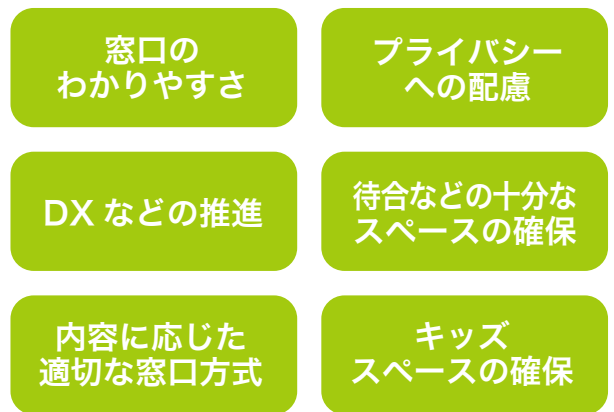 窓口の
わかりやすさ
プライバシー
への配慮
DX などの推進
待合などの十分な
スペースの確保
内容に応じた
適切な窓口方式
キッズ
スペースの確保